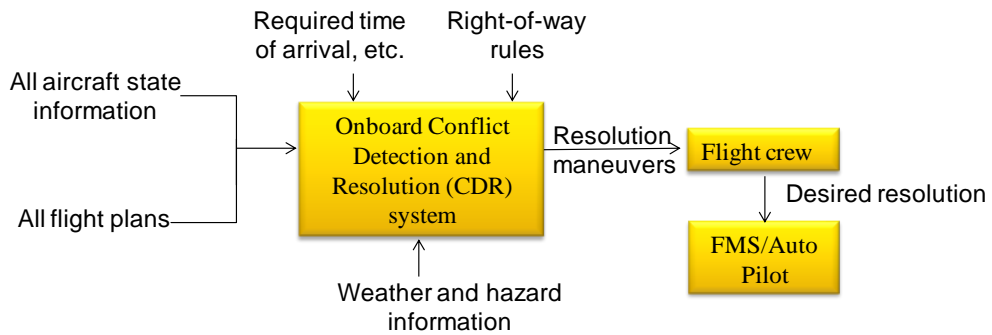 Required time
of arrival, etc.
Right-of-way
rules
All aircraft state
information
All flight plans
Onboard Conflict
Detection and
Resolution (CDR)
system
Resolution
maneuvers
Flight crew
Desired resolution
FMS/Auto
Pilot
Weather and hazard
information